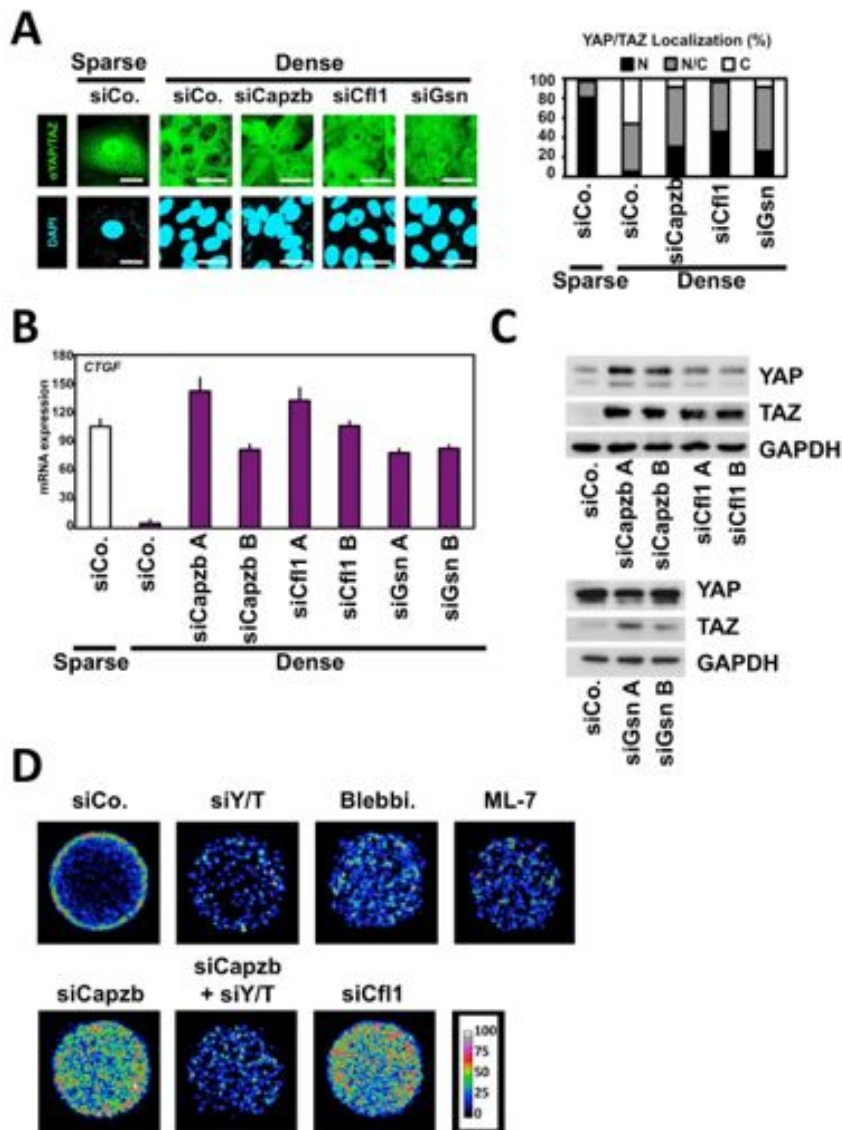 A
Sparse Dense
siCo. siCo. siCapzb siCfl1 siGsn
αYAP/TAZ
DAPI
YAP/TAZ Localization (%)
N N/C C
100
80
60
40
20
0
siCo. siCo. siCapzb siCfl1 siGsn
Sparse Dense
B
180
150
120
90
60
30
0
mRNA expression
CTGF
siCo. siCo. siCapzb A siCapzb B siCfl1 A siCfl1 B siGsn A siGsn B
Sparse Dense
C
YAP
TAZ
GAPDH
siCo. siCapzb A siCapzb B siCfl1 A siCfl1 B
YAP
TAZ
GAPDH
siCo. siGsn A siGsn B
D
siCo. siY/T Blebbi. ML-7
siCapzb siCapzb + siY/T siCfl1
100
75
50
25
0